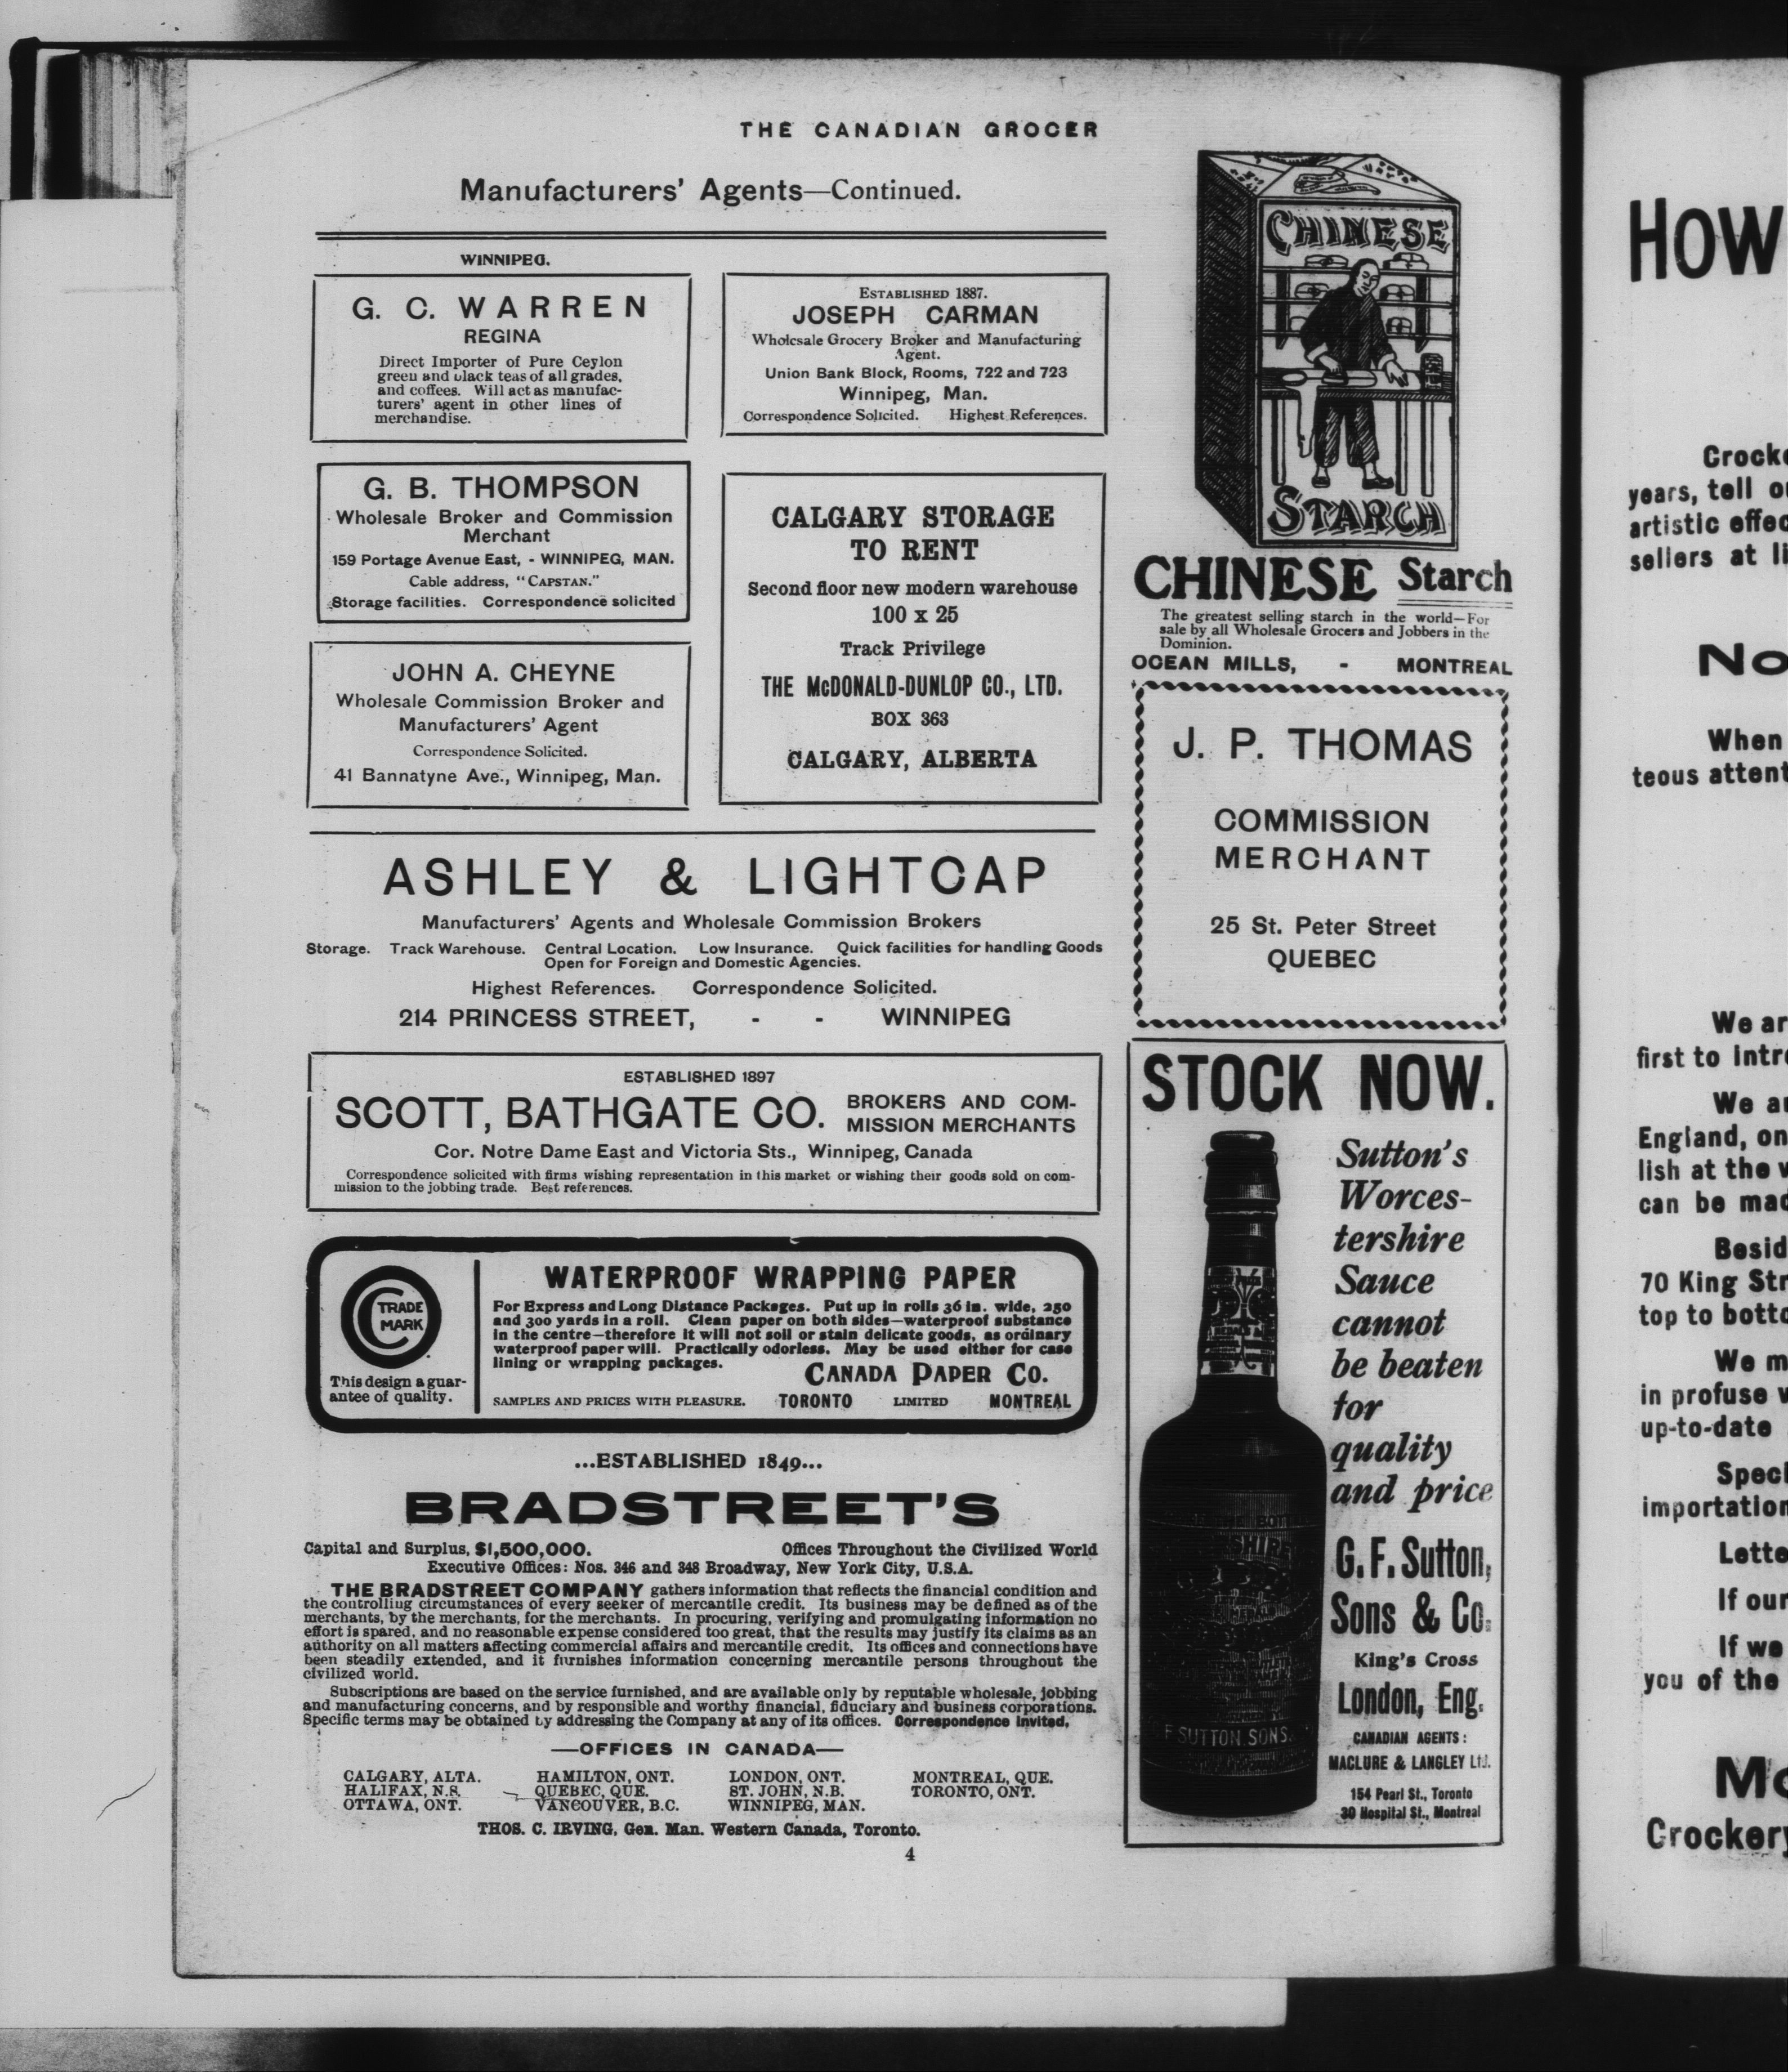 THE CANADIAN GROCER
Manufacturers' Agents—Continued.
WINNIPEG.
G. C. WARREN
REGINA
Direct Importer of Pure Ceylon
green and black teas of all grades,
and coffees. Will act as manufac-
turers' agent in other lines of
merchandise.
G. B. THOMPSON
Wholesale Broker and Commission
Merchant
159 Portage Avenue East, - WINNIPEG, MAN.
Cable address, "CAPSTAN."
Storage facilities. Correspondence solicited
JOHN A. CHEYNE
Wholesale Commission Broker and
Manufacturers' Agent
Correspondence Solicited.
41 Bannatyne Ave., Winnipeg, Man.
ESTABLISHED 1887.
JOSEPH CARMAN
Wholesale Grocery Broker and Manufacturing
Agent.
Union Bank Block, Rooms, 722 and 723
Winnipeg, Man.
Correspondence Solicited. Highest References.
CALGARY STORAGE
TO RENT
Second floor new modern warehouse
100 x 25
Track Privilege
THE McDONALD-DUNLOP CO., LTD.
BOX 363
CALGARY, ALBERTA
ASHLEY & LIGHTCAP
Manufacturers' Agents and Wholesale Commission Brokers
Storage. Track Warehouse. Central Location. Low Insurance. Quick facilities for handling Goods
Open for Foreign and Domestic Agencies.
Highest References. Correspondence Solicited.
214 PRINCESS STREET, - - WINNIPEG
ESTABLISHED 1897
SCOTT, BATHGATE CO. BROKERS AND COM-
MISSION MERCHANTS
Cor. Notre Dame East and Victoria Sts., Winnipeg, Canada
Correspondence solicited with firms wishing representation in this market or wishing their goods sold on com-
mission to the jobbing trade. Best references.
TRADE
MARK
This design a guar-
antee of quality.
WATERPROOF WRAPPING PAPER
For Express and Long Distance Packages. Put up in rolls 36 in. wide, 250
and 300 yards in a roll. Clean paper on both sides—waterproof substance
in the centre—therefore it will not soil or stain delicate goods, as ordinary
waterproof paper will. Practically odorless. May be used either for case
lining or wrapping packages.
CANADA PAPER CO.
SAMPLES AND PRICES WITH PLEASURE. TORONTO LIMITED MONTREAL
...ESTABLISHED 1849...
BRADSTREET'S
Capital and Surplus, $1,500,000. Offices Throughout the Civilized World
Executive Offices: Nos. 346 and 348 Broadway, New York City, U.S.A.
THE BRADSTREET COMPANY gathers information that reflects the financial condition and
the controlling circumstances of every seeker of mercantile credit. Its business may be defined as of the
merchants, by the merchants, for the merchants. In procuring, verifying and promulgating information no
effort is spared, and no reasonable expense considered too great, that the results may justify its claims as an
authority on all matters affecting commercial affairs and mercantile credit. Its offices and connections have
been steadily extended, and it furnishes information concerning mercantile persons throughout the
civilized world.
Subscriptions are based on the service furnished, and are available only by reputable wholesale, jobbing
and manufacturing concerns, and by responsible and worthy financial, fiduciary and business corporations.
Specific terms may be obtained by addressing the Company at any of its offices. Correspondence Invited.
—OFFICES IN CANADA—
CALGARY, ALTA. HAMILTON, ONT. LONDON, ONT. MONTREAL, QUE.
HALIFAX, N.S. QUEBEC, QUE. ST. JOHN, N.B. TORONTO, ONT.
OTTAWA, ONT. VANCOUVER, B.C. WINNIPEG, MAN.
THOS. C. IRVING, Gen. Man. Western Canada, Toronto.
4
CHINESE
STARCH
CHINESE Starch
The greatest selling starch in the world—For
sale by all Wholesale Grocers and Jobbers in the
Dominion.
OCEAN MILLS, - MONTREAL
J. P. THOMAS
COMMISSION
MERCHANT
25 St. Peter Street
QUEBEC
STOCK NOW.
Sutton's
Worces-
tershire
Sauce
cannot
be beaten
for
quality
and price
G. F. Sutton,
Sons & Co.
King's Cross
London, Eng.
CANADIAN AGENTS:
MACLURE & LANGLEY Ltd.
154 Pearl St., Toronto
30 Hospital St., Montreal
F SUTTON SONS
HOW
Crocke
years, tell
artistic effec
sellers at li
No
When
teous attent
We ar
first to intro
We
England, on
lish at the
can be mad
Besid
70 King Str
top to botto
We m
in profuse
up-to-date
Speci
importation
Lette
If our
If we
you of the
Mc
Crockery